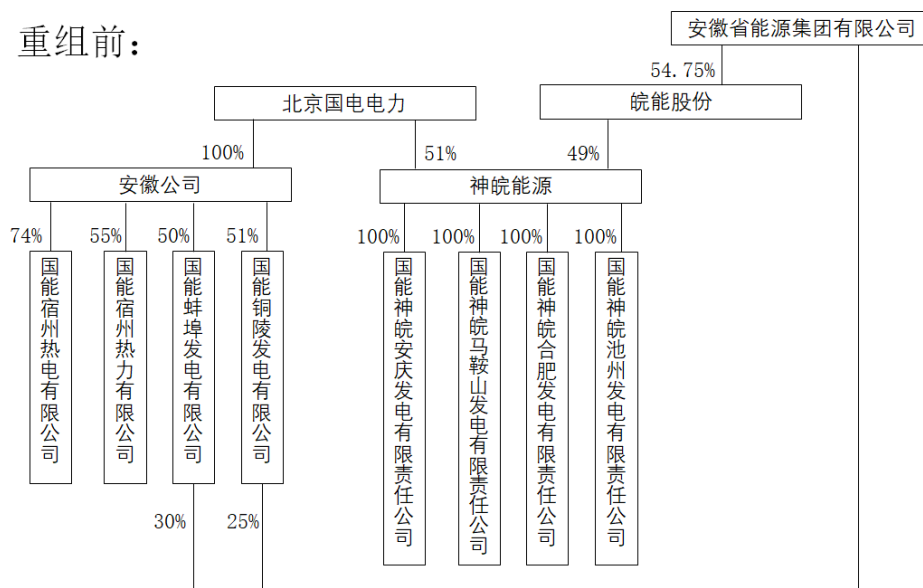 重组前：
安徽省能源集团有限公司
54.75%
北京国电电力
皖能股份
100%
51%
49%
安徽公司
神皖能源
74%
55%
50%
51%
100%
100%
100%
100%
国能宿州热电有限公司
国能宿州热力有限公司
国能蚌埠发电有限公司
国能铜陵发电有限公司
国能神皖安庆发电有限责任公司
国能神皖马鞍山发电有限责任公司
国能神皖合肥发电有限责任公司
国能神皖池州发电有限责任公司
30%
25%